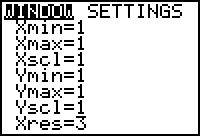 WINDOW SETTINGS
Xmin=1
Xmax=1
Xscl=1
Ymin=1
Ymax=1
Yscl=1
Xres=3